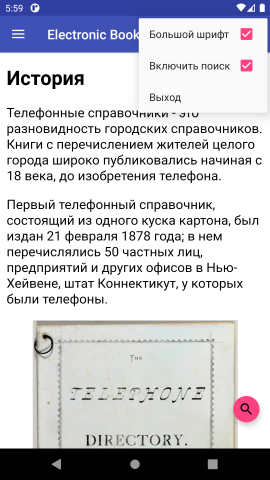 5:59
Electronic Book
Большой шрифт
Включить поиск
Выход
История
Телефонные справочники - это
разновидность городских справочников.
Книги с перечислением жителей целого
города широко публиковались начиная с
18 века, до изобретения телефона.
Первый телефонный справочник,
состоящий из одного куска картона, был
издан 21 февраля 1878 года; в нем
перечислялись 50 частных лиц,
предприятий и других офисов в Нью-
Хейвене, штат Коннектикут, у которых
были телефоны.
THE
TELEPHONE
DIRECTORY.